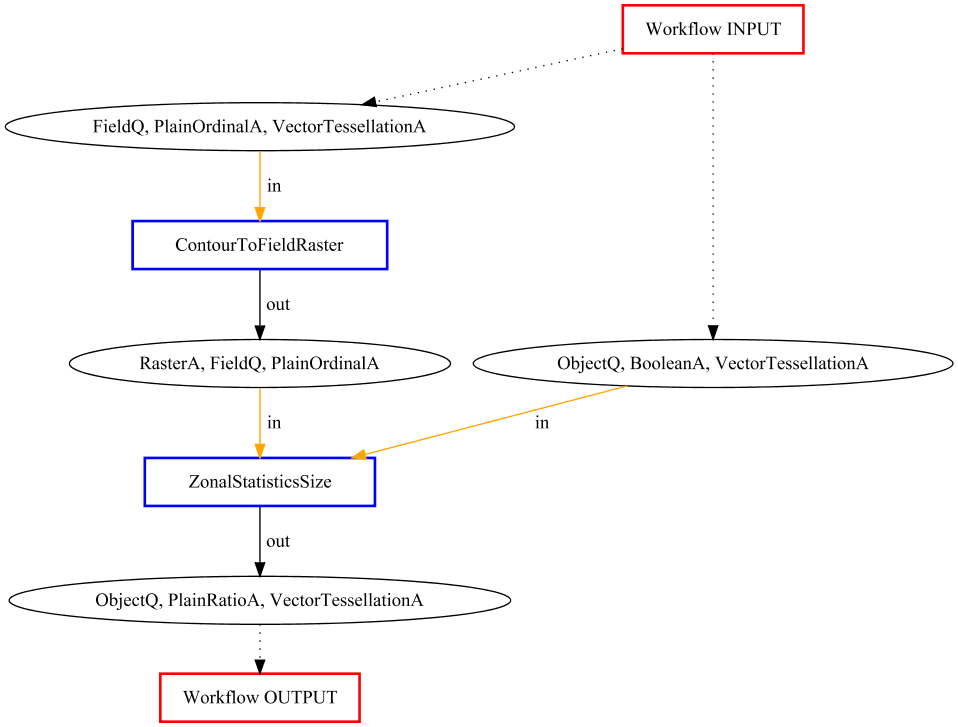 Workflow INPUT
FieldQ, PlainOrdinalA, VectorTessellationA
in
ContourToFieldRaster
out
RasterA, FieldQ, PlainOrdinalA
ObjectQ, BooleanA, VectorTessellationA
in
in
ZonalStatisticsSize
out
ObjectQ, PlainRatioA, VectorTessellationA
Workflow OUTPUT